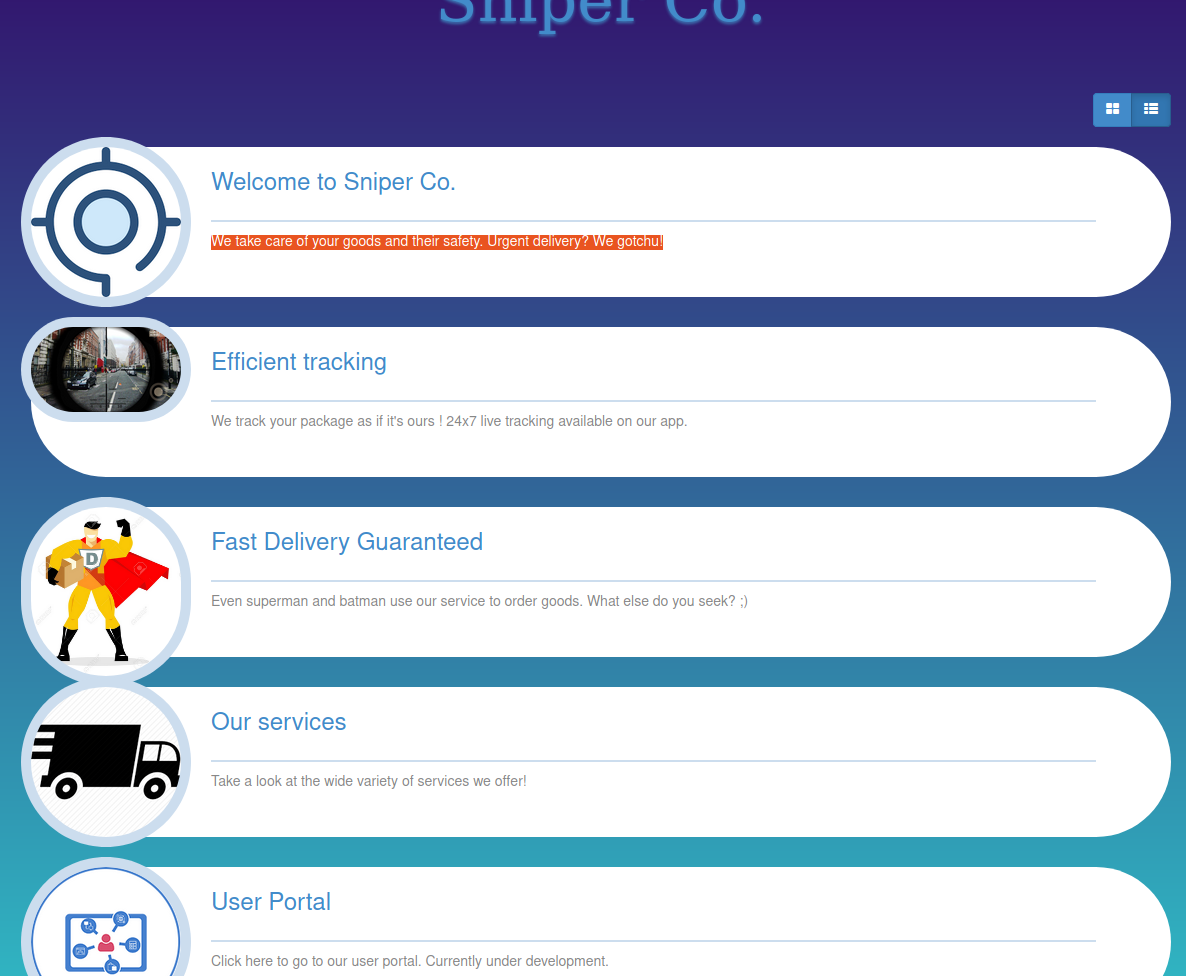 Sniper Co.
Welcome to Sniper Co.
We take care of your goods and their safety. Urgent delivery? We gotchu!
Efficient tracking
We track your package as if it's ours ! 24x7 live tracking available on our app.
Fast Delivery Guaranteed
D
Even superman and batman use our service to order goods. What else do you seek? ;)
Our services
Take a look at the wide variety of services we offer!
User Portal
Click here to go to our user portal. Currently under development.